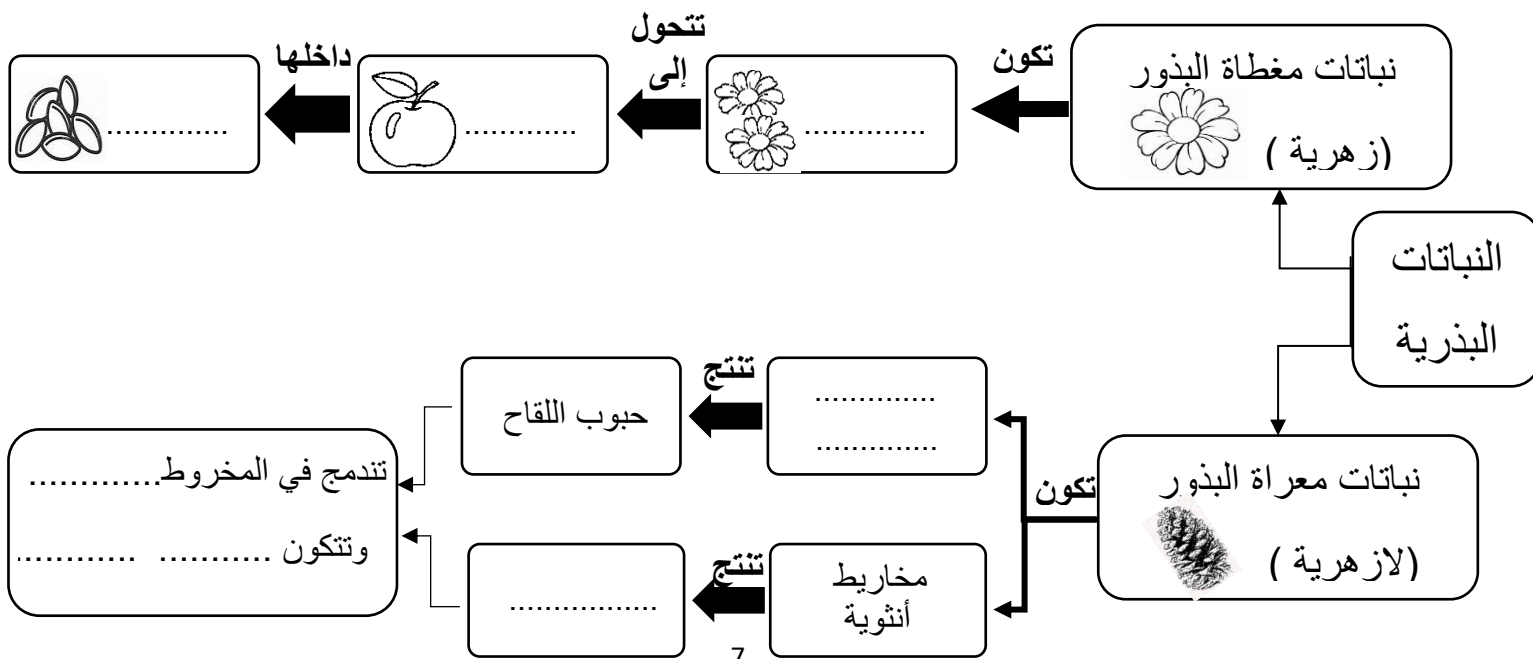 نباتات مغطاة البذور
(زهرية )
تكون
.............
تتحول
إلى
............
داخلها
.............
النباتات
البذرية
نباتات معراة البذور
(لازهرية )
تكون
.............
.............
تنتج
حبوب اللقاح
مخاريط
أنثوية
تنتج
................
تندمج في المخروط.............
وتتكون ............ .............
7